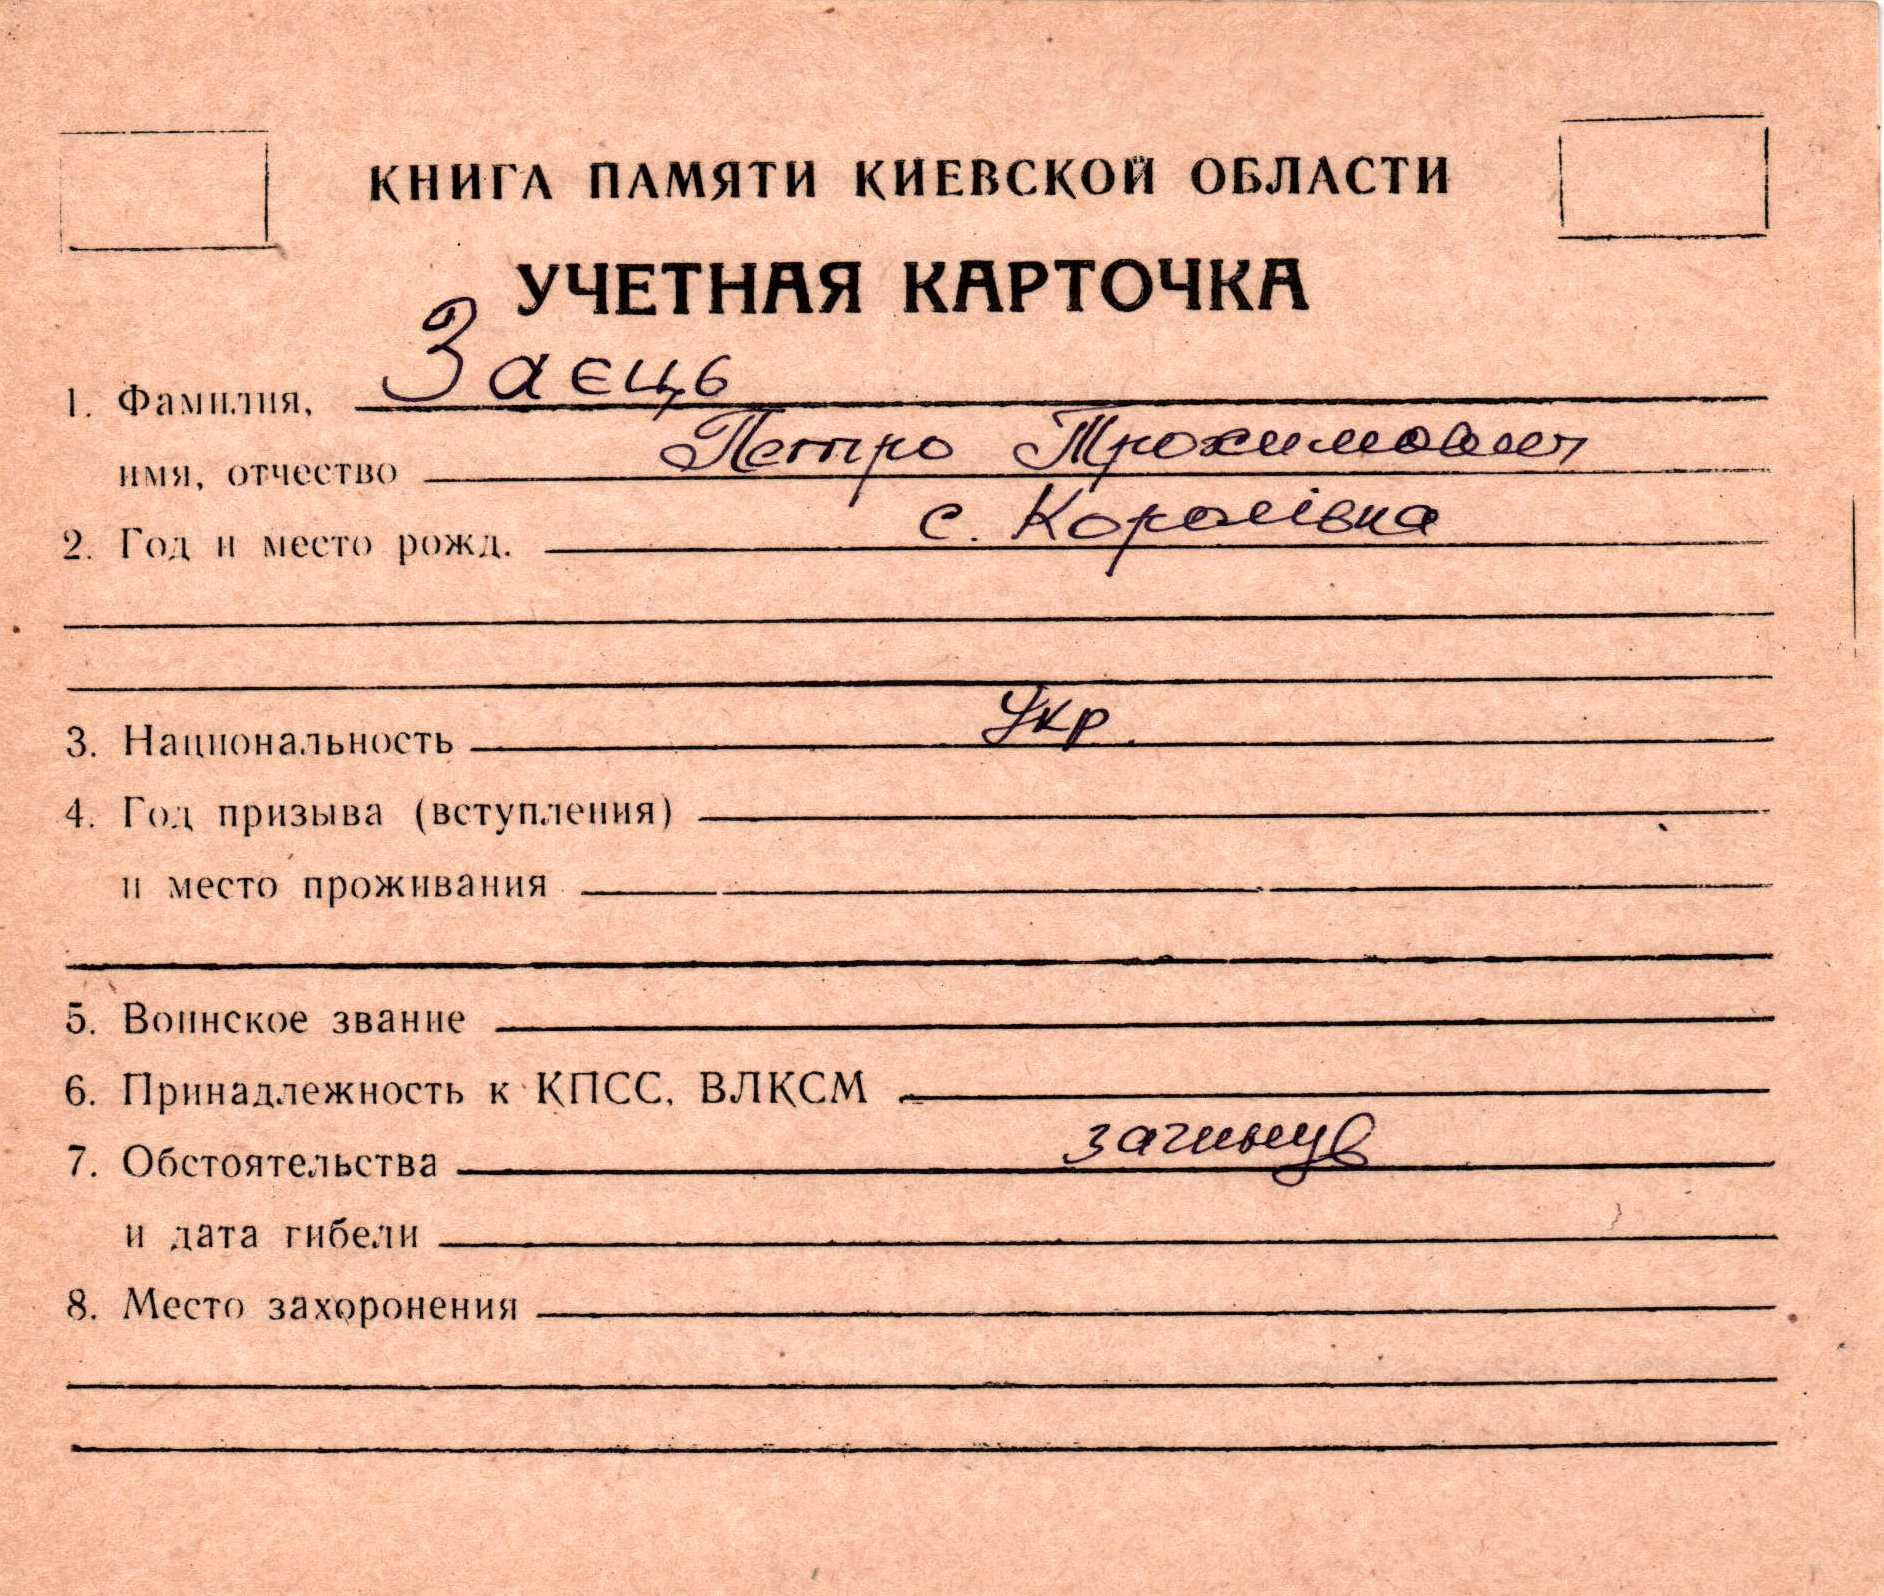 КНИГА ПАМЯТИ КИЕВСКОЙ ОБЛАСТИ
УЧЕТНАЯ КАРТОЧКА
1. Фамилия, Заєць
имя, отчество Петро Трохимович
2. Год и место рожд. с. Королівка
3. Национальность Укр.
4. Год призыва (вступления)
и место проживания
5. Воинское звание
6. Принадлежность к КПСС, ВЛКСМ
7. Обстоятельства загинув
и дата гибели
8. Место захоронения